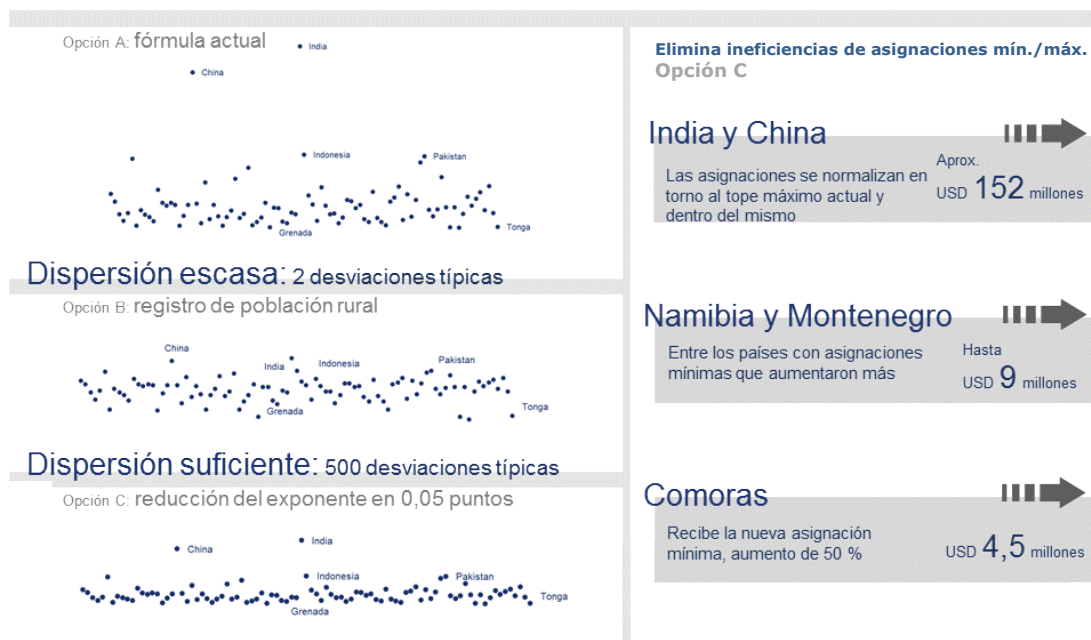 Opción A: fórmula actual
India
China
Indonesia
Pakistan
Grenada
Tonga
Dispersión escasa: 2 desviaciones típicas
Opción B: registro de población rural
China
India
Indonesia
Pakistan
Grenada
Tonga
Dispersión suficiente: 500 desviaciones típicas
Opción C: reducción del exponente en 0,05 puntos
China
India
Indonesia
Pakistan
Grenada
Tonga
Elimina ineficiencias de asignaciones mín./máx.
Opción C
India y China
Las asignaciones se normalizan en
torno al tope máximo actual y
dentro del mismo
Aprox.
USD 152 millones
Namibia y Montenegro
Entre los países con asignaciones
mínimas que aumentaron más
Hasta
USD 9 millones
Comoras
Recibe la nueva asignación
mínima, aumento de 50 %
USD 4,5 millones